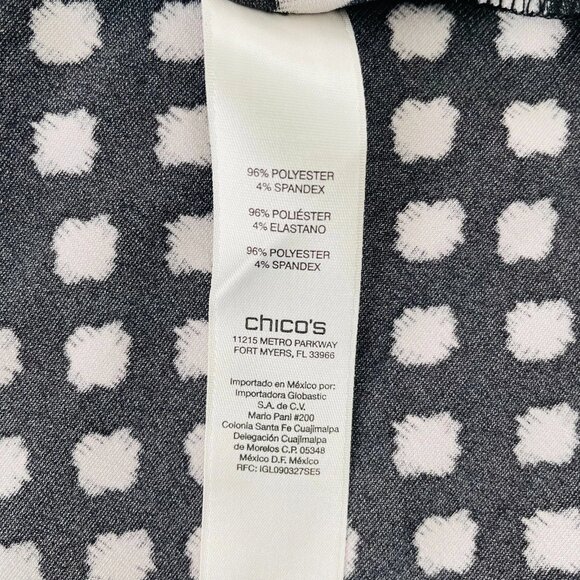 96% POLYESTER
4% SPANDEX
96% POLIÉSTER
4% ELASTANO
96% POLYESTER
4% SPANDEX
chico's
11215 METRO PARKWAY
FORT MYERS, FL 33966
Importado en México por:
Importadora Globastic
S.A. de C.V.
Mario Pani #200
Colonia Santa Fe Cuajimalpa
Delegación Cuajimalpa
de Morelos C.P. 05348
México D.F. México
RFC: IGL090327SE5